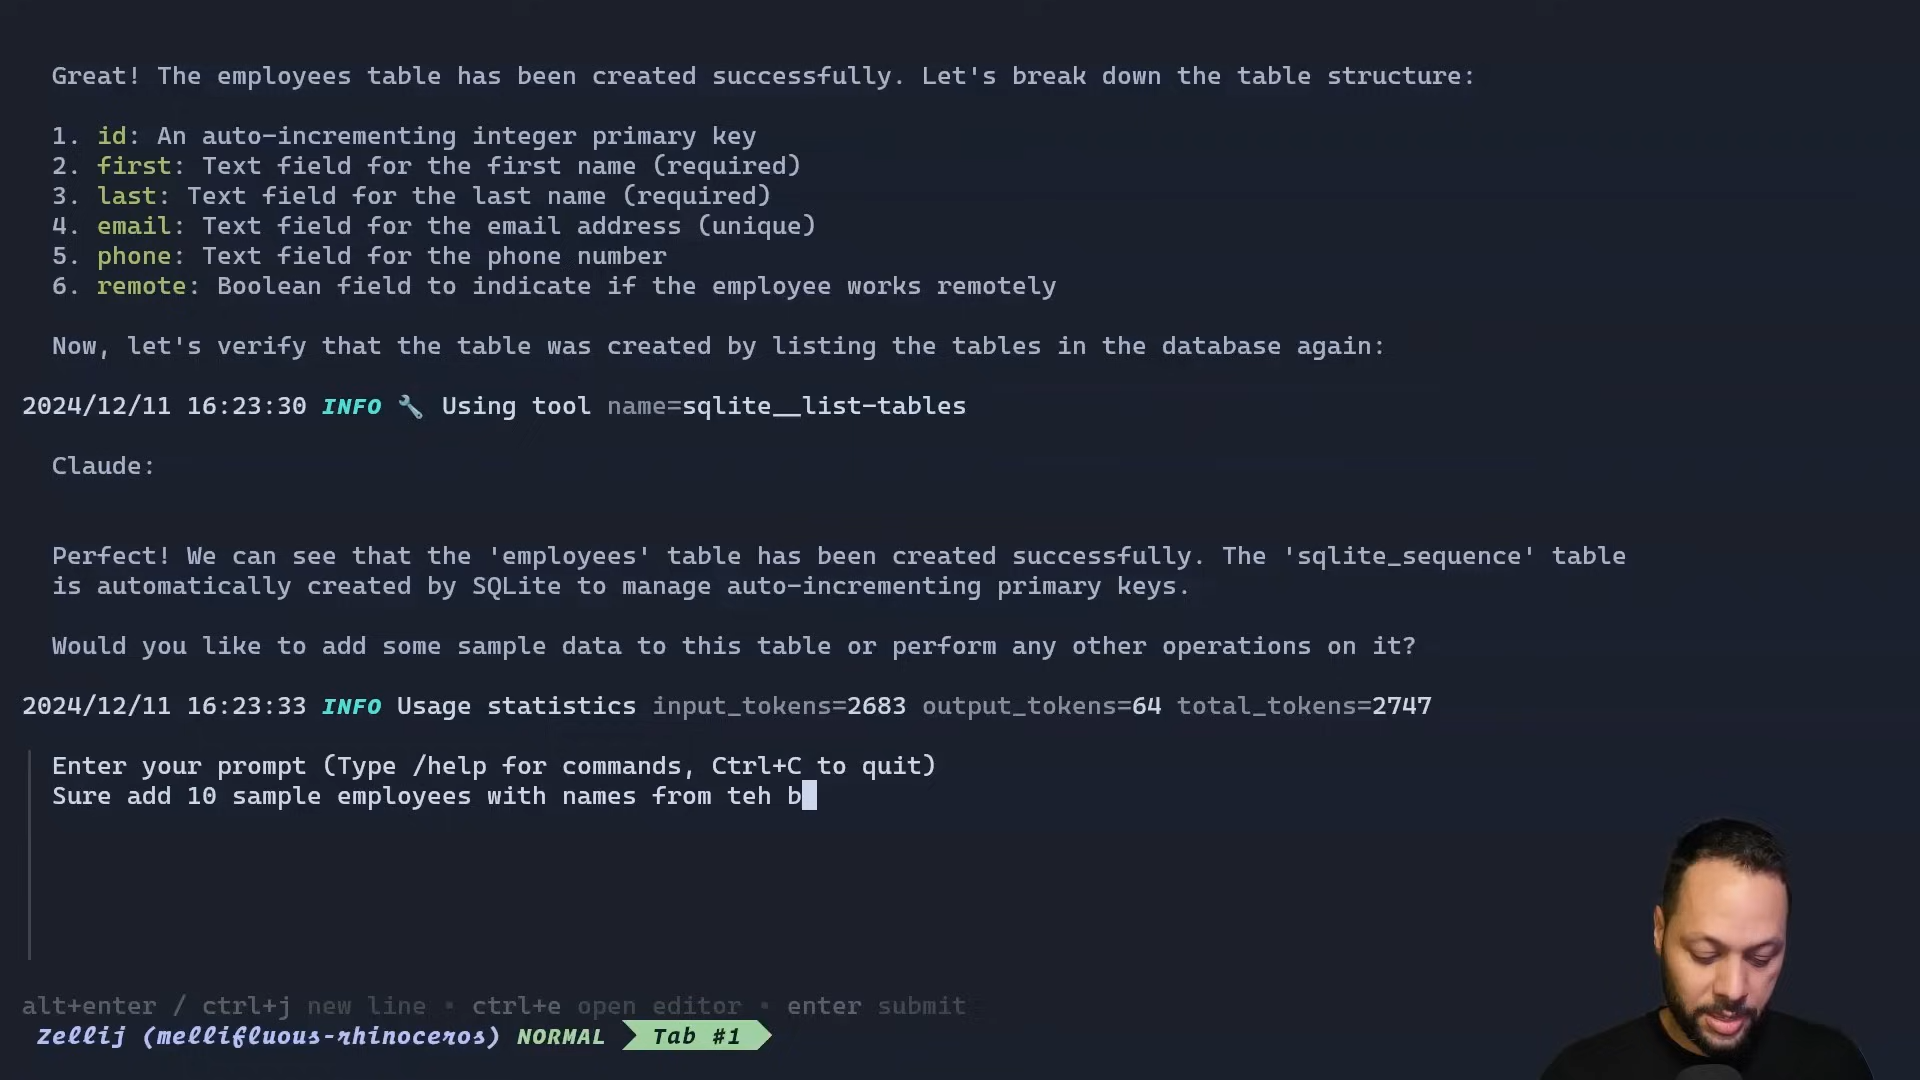 Great! The employees table has been created successfully. Let's break down the table structure:
1. id: An auto-incrementing integer primary key
2. first: Text field for the first name (required)
3. last: Text field for the last name (required)
4. email: Text field for the email address (unique)
5. phone: Text field for the phone number
6. remote: Boolean field to indicate if the employee works remotely
Now, let's verify that the table was created by listing the tables in the database again:
2024/12/11 16:23:30 INFO 🔧 Using tool name=sqlite__list-tables
Claude:
Perfect! We can see that the 'employees' table has been created successfully. The 'sqlite_sequence' table
is automatically created by SQLite to manage auto-incrementing primary keys.
Would you like to add some sample data to this table or perform any other operations on it?
2024/12/11 16:23:33 INFO Usage statistics input_tokens=2683 output_tokens=64 total_tokens=2747
Enter your prompt (Type /help for commands, Ctrl+C to quit)
Sure add 10 sample employees with names from teh b
alt+enter / ctrl+j new line • ctrl+e open editor • enter submit
Zellij (mellifluous-rhinoceros) NORMAL Tab #1